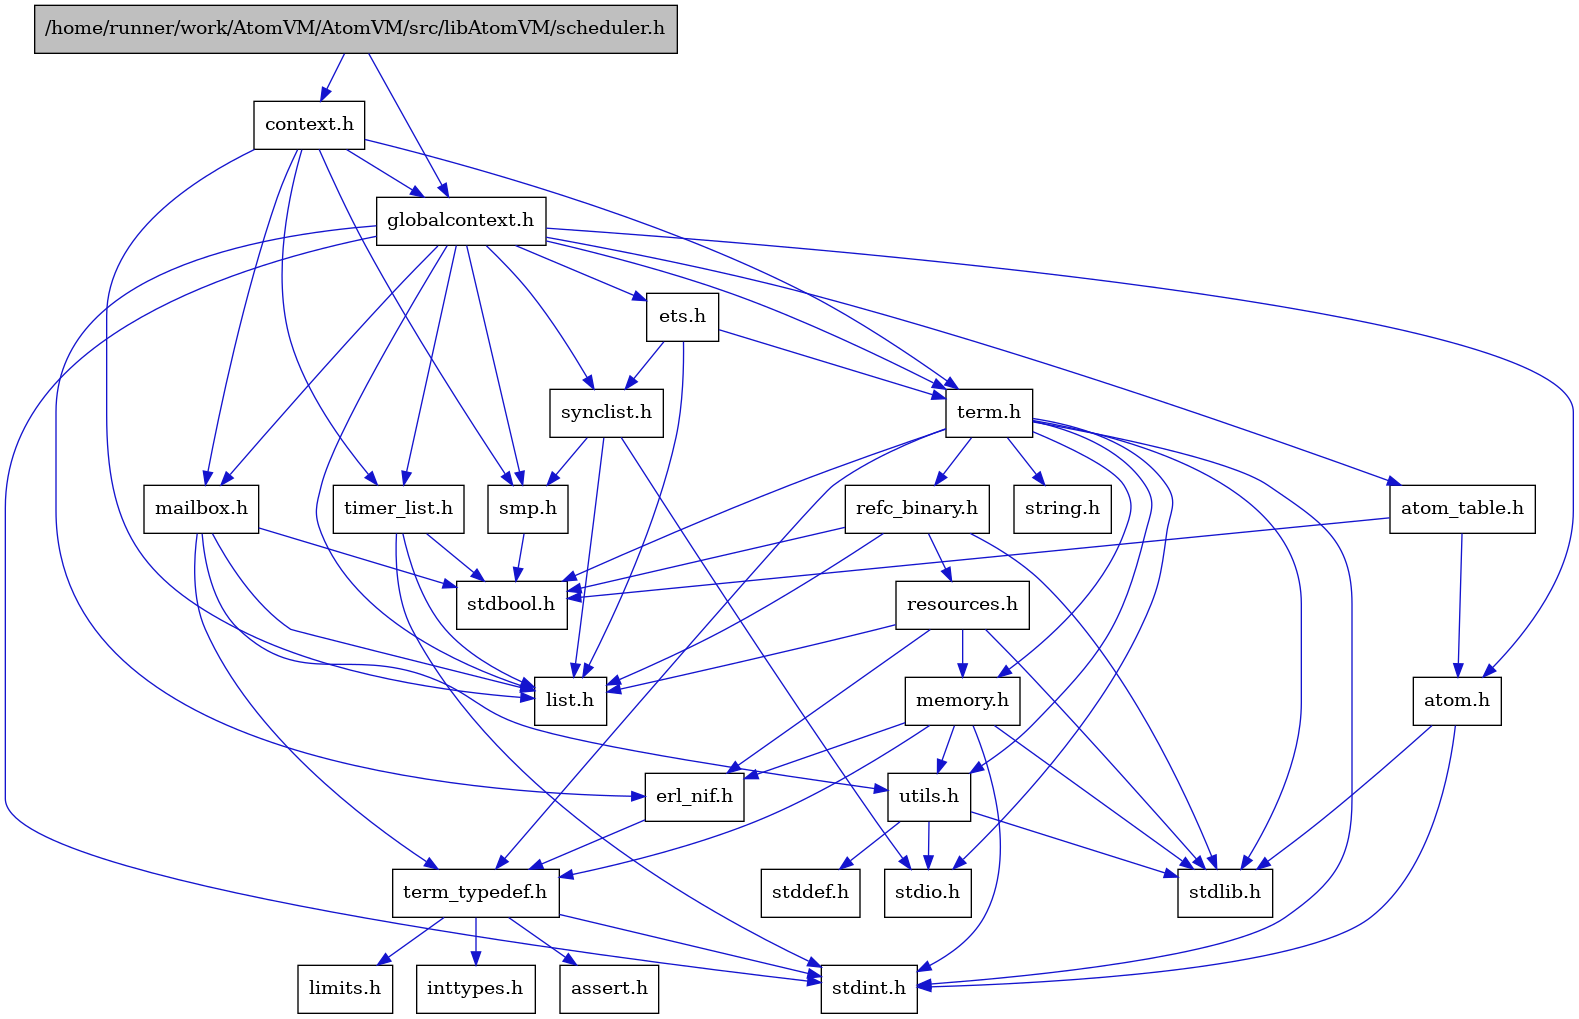 /home/runner/work/AtomVM/AtomVM/src/libAtomVM/scheduler.h
context.h
globalcontext.h
ets.h
synclist.h
term.h
mailbox.h
timer_list.h
smp.h
refc_binary.h
string.h
atom_table.h
stdbool.h
resources.h
list.h
memory.h
atom.h
erl_nif.h
utils.h
term_typedef.h
stddef.h
stdio.h
stdlib.h
limits.h
inttypes.h
assert.h
stdint.h